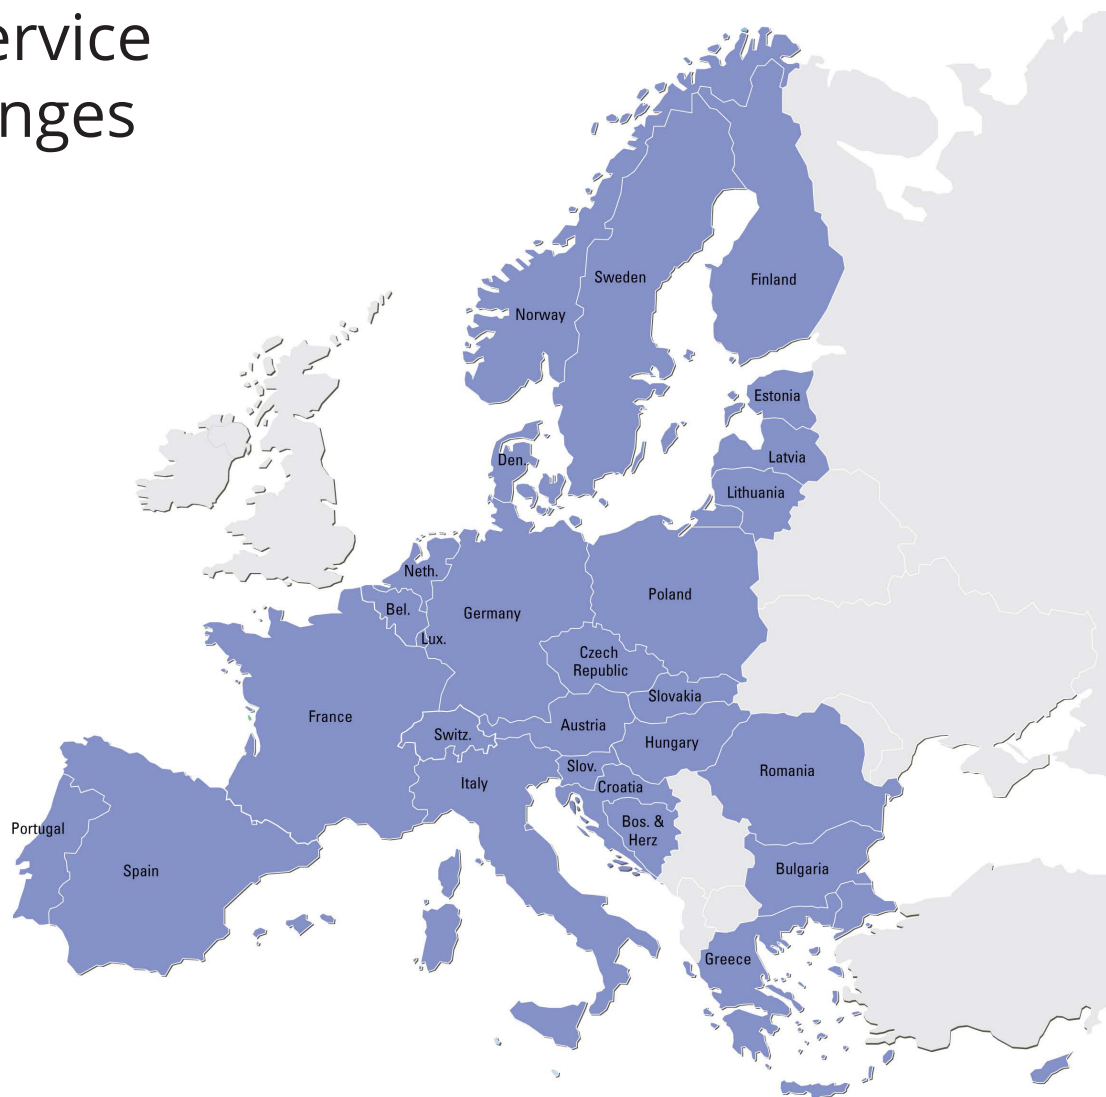 ervice
nges
Sweden
Finland
Norway
Estonia
Den.
Latvia
Lithuania
Neth.
Poland
Bel.
Germany
Lux.
Czech
Republic
Slovakia
France
Austria
Switz.
Hungary
Slov.
Romania
Italy
Croatia
Portugal
Bos. &
Herz
Spain
Bulgaria
Greece